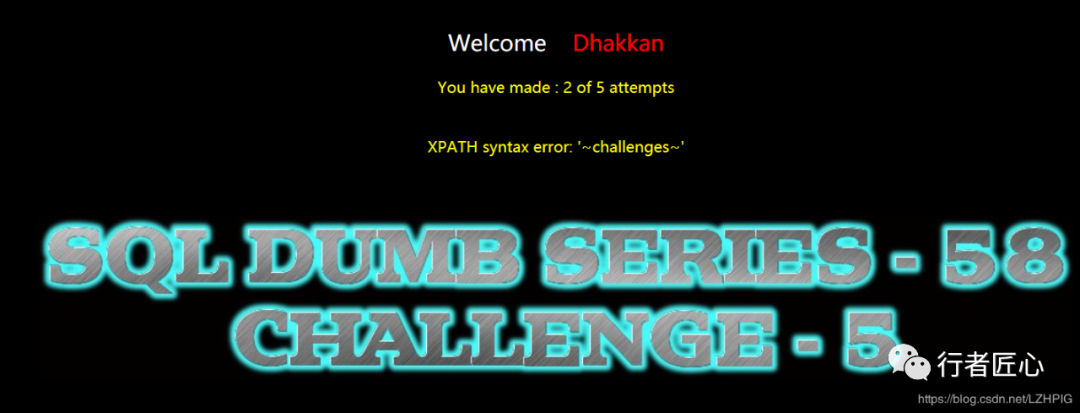 Welcome Dhakkan
You have made : 2 of 5 attempts
XPATH syntax error: '~challenges~'
SQL DUMB SERIES - 58
CHALLENGE - 5
行者匠心
https://blog.csdn.net/LZHPIG